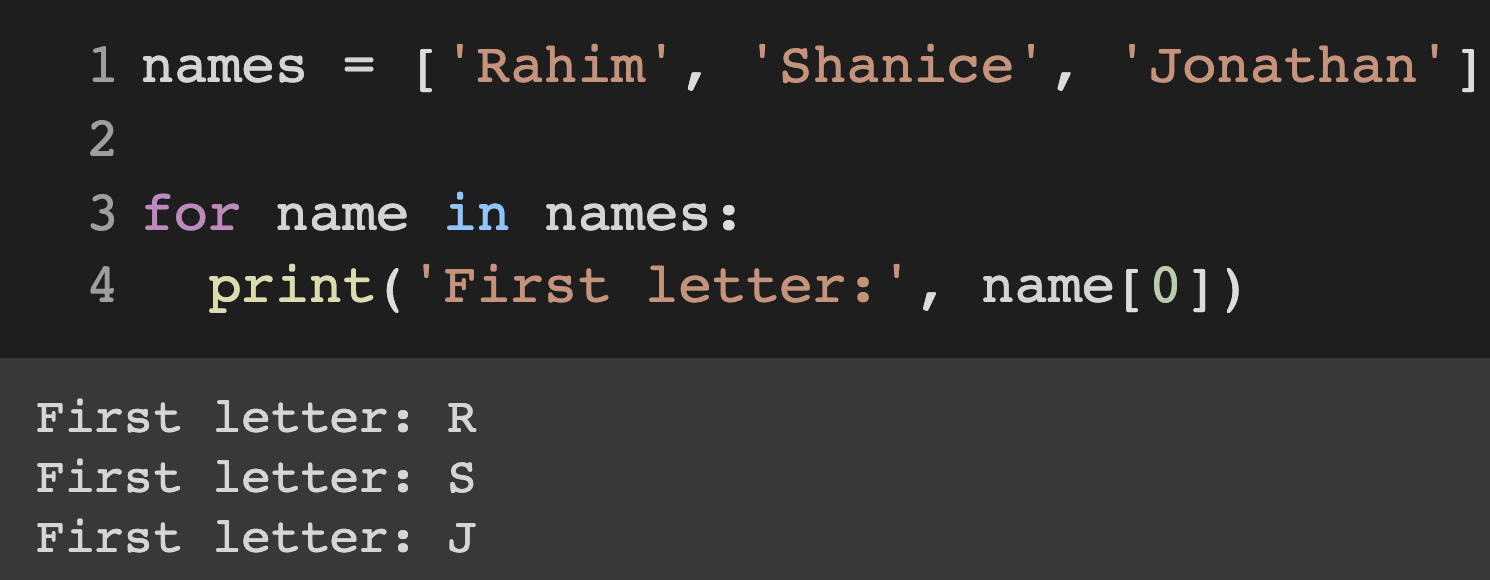 1 names = ['Rahim', 'Shanice', 'Jonathan']
2
3 for name in names:
4   print('First letter:', name[0])
First letter: R
First letter: S
First letter: J